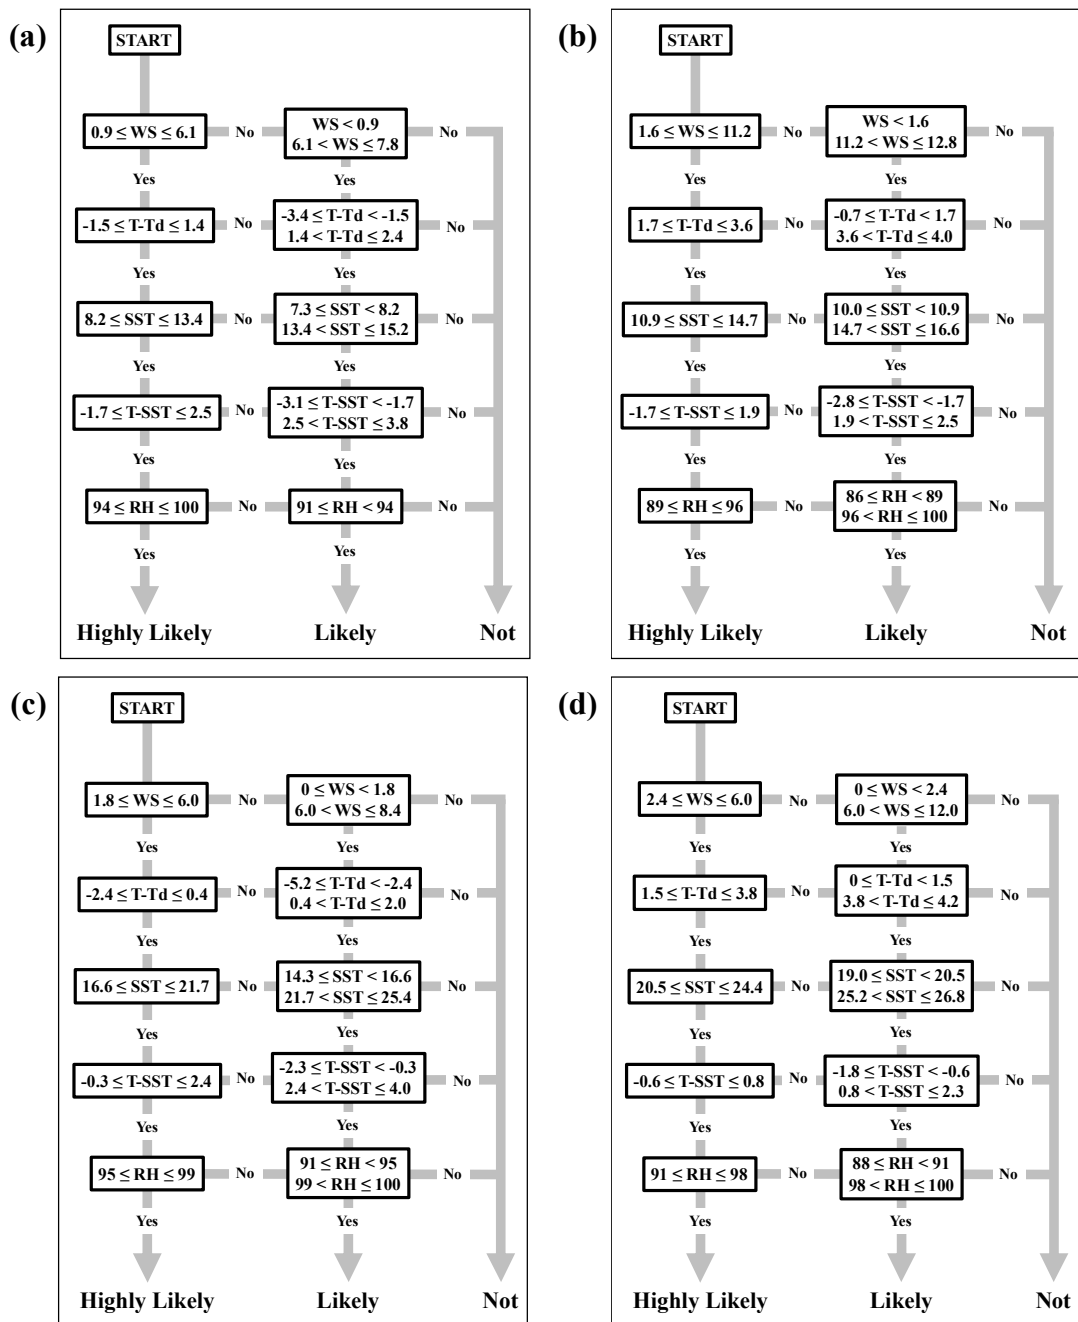 (a)
START
0.9 ≤ WS ≤ 6.1
No
WS < 0.9
6.1 < WS ≤ 7.8
No
Yes
Yes
-1.5 ≤ T-Td ≤ 1.4
No
-3.4 ≤ T-Td < -1.5
1.4 < T-Td ≤ 2.4
No
Yes
Yes
8.2 ≤ SST ≤ 13.4
No
7.3 ≤ SST < 8.2
13.4 < SST ≤ 15.2
No
Yes
Yes
-1.7 ≤ T-SST ≤ 2.5
No
-3.1 ≤ T-SST < -1.7
2.5 < T-SST ≤ 3.8
No
Yes
Yes
94 ≤ RH ≤ 100
No
91 ≤ RH < 94
No
Yes
Yes
Highly Likely
Likely
Not
(b)
START
1.6 ≤ WS ≤ 11.2
No
WS < 1.6
11.2 < WS ≤ 12.8
No
Yes
Yes
1.7 ≤ T-Td ≤ 3.6
No
-0.7 ≤ T-Td < 1.7
3.6 < T-Td ≤ 4.0
No
Yes
Yes
10.9 ≤ SST ≤ 14.7
No
10.0 ≤ SST < 10.9
14.7 < SST ≤ 16.6
No
Yes
Yes
-1.7 ≤ T-SST ≤ 1.9
No
-2.8 ≤ T-SST < -1.7
1.9 < T-SST ≤ 2.5
No
Yes
Yes
89 ≤ RH ≤ 96
No
86 ≤ RH < 89
96 < RH ≤ 100
No
Yes
Yes
Highly Likely
Likely
Not
(c)
START
1.8 ≤ WS ≤ 6.0
No
0 ≤ WS < 1.8
6.0 < WS ≤ 8.4
No
Yes
Yes
-2.4 ≤ T-Td ≤ 0.4
No
-5.2 ≤ T-Td < -2.4
0.4 < T-Td ≤ 2.0
No
Yes
Yes
16.6 ≤ SST ≤ 21.7
No
14.3 ≤ SST < 16.6
21.7 < SST ≤ 25.4
No
Yes
Yes
-0.3 ≤ T-SST ≤ 2.4
No
-2.3 ≤ T-SST < -0.3
2.4 < T-SST ≤ 4.0
No
Yes
Yes
95 ≤ RH ≤ 99
No
91 ≤ RH < 95
99 < RH ≤ 100
No
Yes
Yes
Highly Likely
Likely
Not
(d)
START
2.4 ≤ WS ≤ 6.0
No
0 ≤ WS < 2.4
6.0 < WS ≤ 12.0
No
Yes
Yes
1.5 ≤ T-Td ≤ 3.8
No
0 ≤ T-Td < 1.5
3.8 < T-Td ≤ 4.2
No
Yes
Yes
20.5 ≤ SST ≤ 24.4
No
19.0 ≤ SST < 20.5
25.2 < SST ≤ 26.8
No
Yes
Yes
-0.6 ≤ T-SST ≤ 0.8
No
-1.8 ≤ T-SST < -0.6
0.8 < T-SST ≤ 2.3
No
Yes
Yes
91 ≤ RH ≤ 98
No
88 ≤ RH < 91
98 < RH ≤ 100
No
Yes
Yes
Highly Likely
Likely
Not